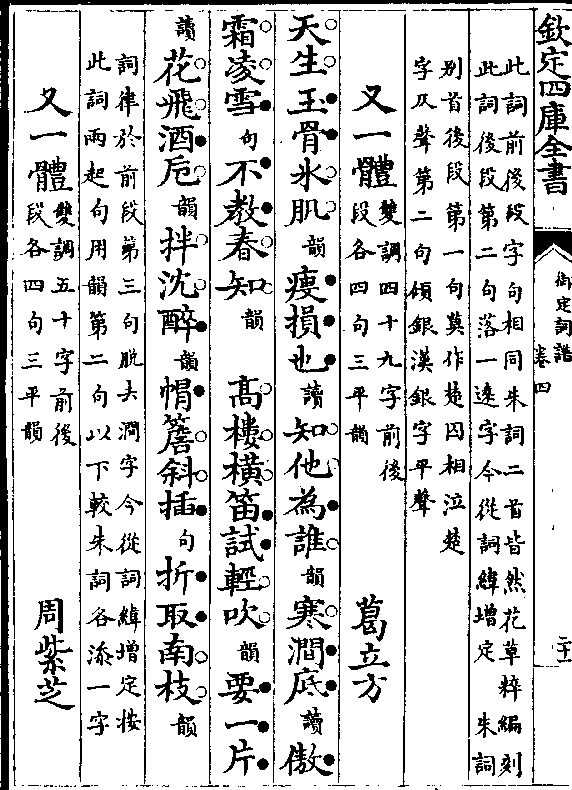 欽定四庫全書
御定詞譜 卷四
此詞前後段字句相同朱詞二首皆然花草粹編刻
此詞後段第二句落一邊字今從詞緯增定 朱詞
别首後段第一句莫作楚囚相泣楚
字仄聲第二句傾銀漢銀字平聲
又一體 雙調四十九字前後段各四句三平韻 葛立方
天生玉骨氷肌韻瘦損也讀知他為誰韻寒澗底讀傲
霜凌雪句不教春知韻 高樓横笛試輕吹韻要一片
讀花飛酒巵韻拌沈醉韻帽簷斜插句折取南枝韻
詞律於前段第三句脱去澗字今從詞緯增定按
此詞兩起句用韻第二句以下較朱詞各添一字
又一體 雙調五十字前後段各四句三平韻 周紫芝